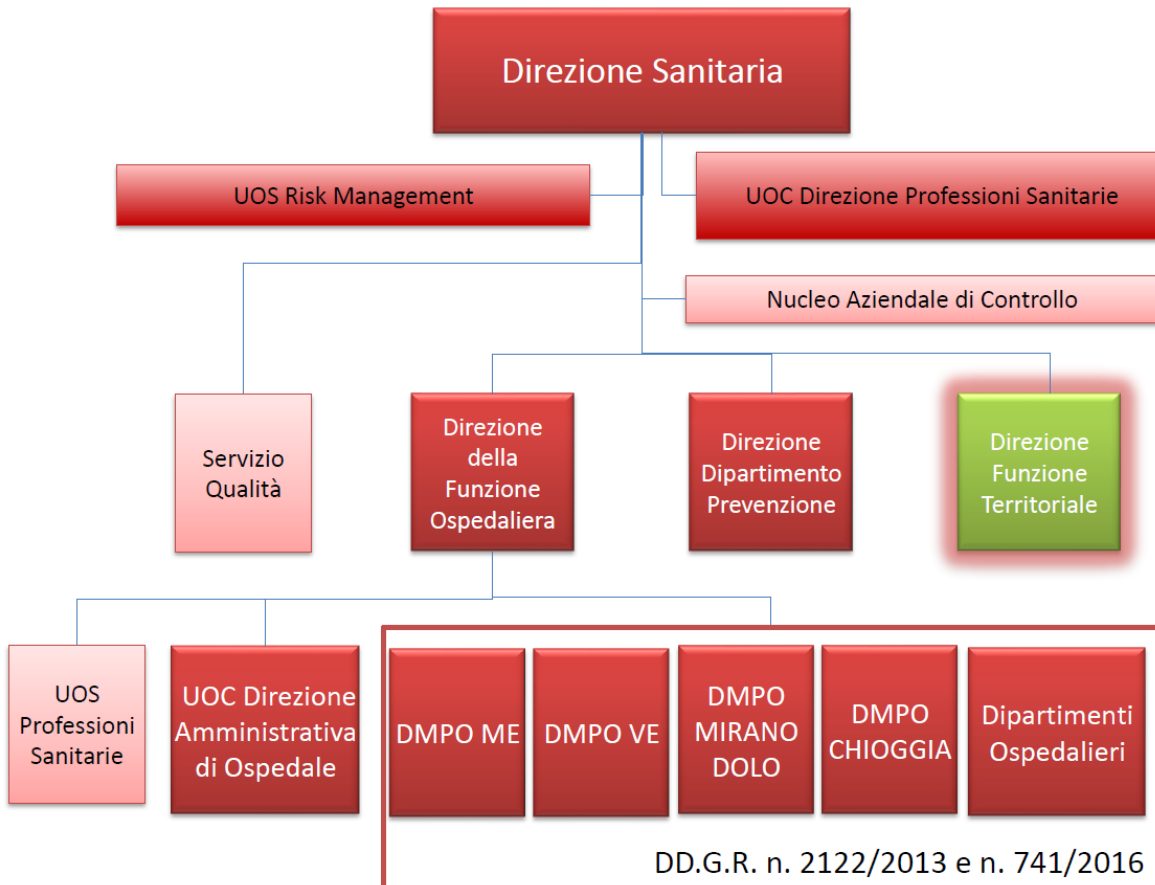 Direzione Sanitaria
UOS Risk Management
UOC Direzione Professioni Sanitarie
Nucleo Aziendale di Controllo
Servizio
Qualità
Direzione
della
Funzione
Ospedaliera
Direzione
Dipartimento
Prevenzione
Direzione
Funzione
Territoriale
UOS
Professioni
Sanitarie
UOC Direzione
Amministrativa
di Ospedale
DMPO ME
DMPO VE
DMPO
MIRANO
DOLO
DMPO
CHIOGGIA
Dipartimenti
Ospedalieri
DD.G.R. n. 2122/2013 e n. 741/2016